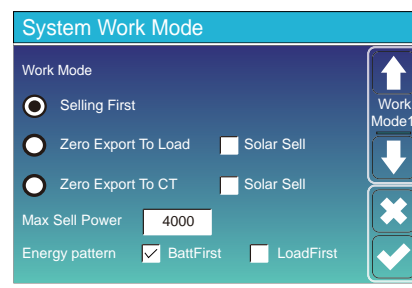 System Work Mode
Work Mode
Selling First
Work
Mode1
Zero Export To Load Solar Sell
Zero Export To CT Solar Sell
Max Sell Power 4000
Energy pattern BattFirst LoadFirst